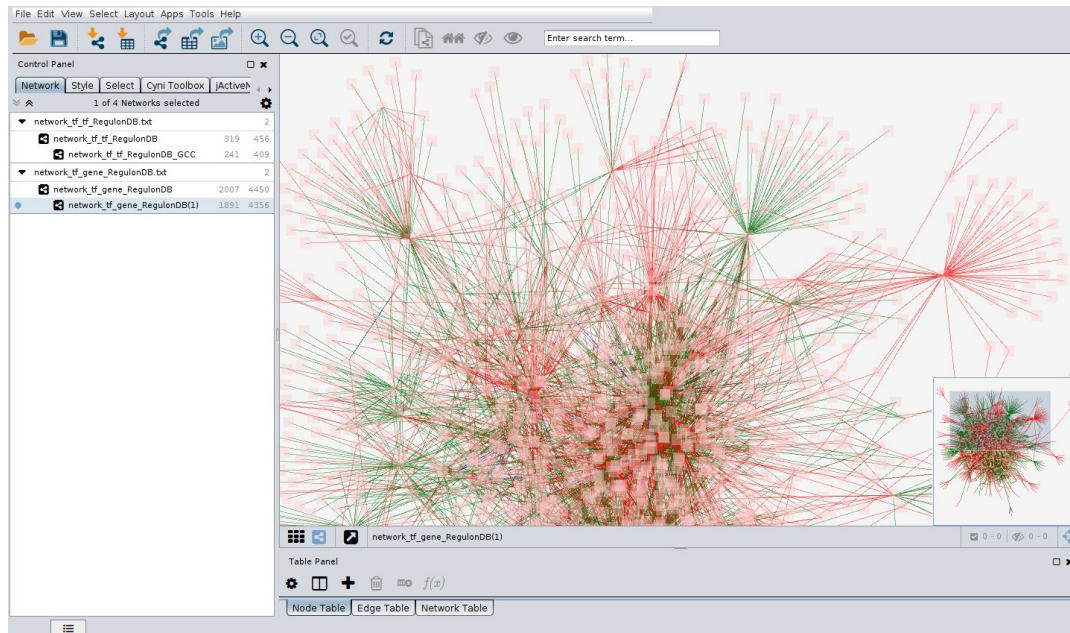 File Edit View Select Layout Apps Tools Help
Enter search term...
Control Panel
Network Style Select Cyni Toolbox jActiveM
1 of 4 Networks selected
network_tf_tf_RegulonDB.txt 2
network_tf_tf_RegulonDB 319 456
network_tf_tf_RegulonDB_GCC 241 409
network_tf_gene_RegulonDB.txt 2
network_tf_gene_RegulonDB 2007 4450
network_tf_gene_RegulonDB(1) 1891 4356
network_tf_gene_RegulonDB(1) 0 - 0 0 - 0
Table Panel
f(x)
Node Table Edge Table Network Table